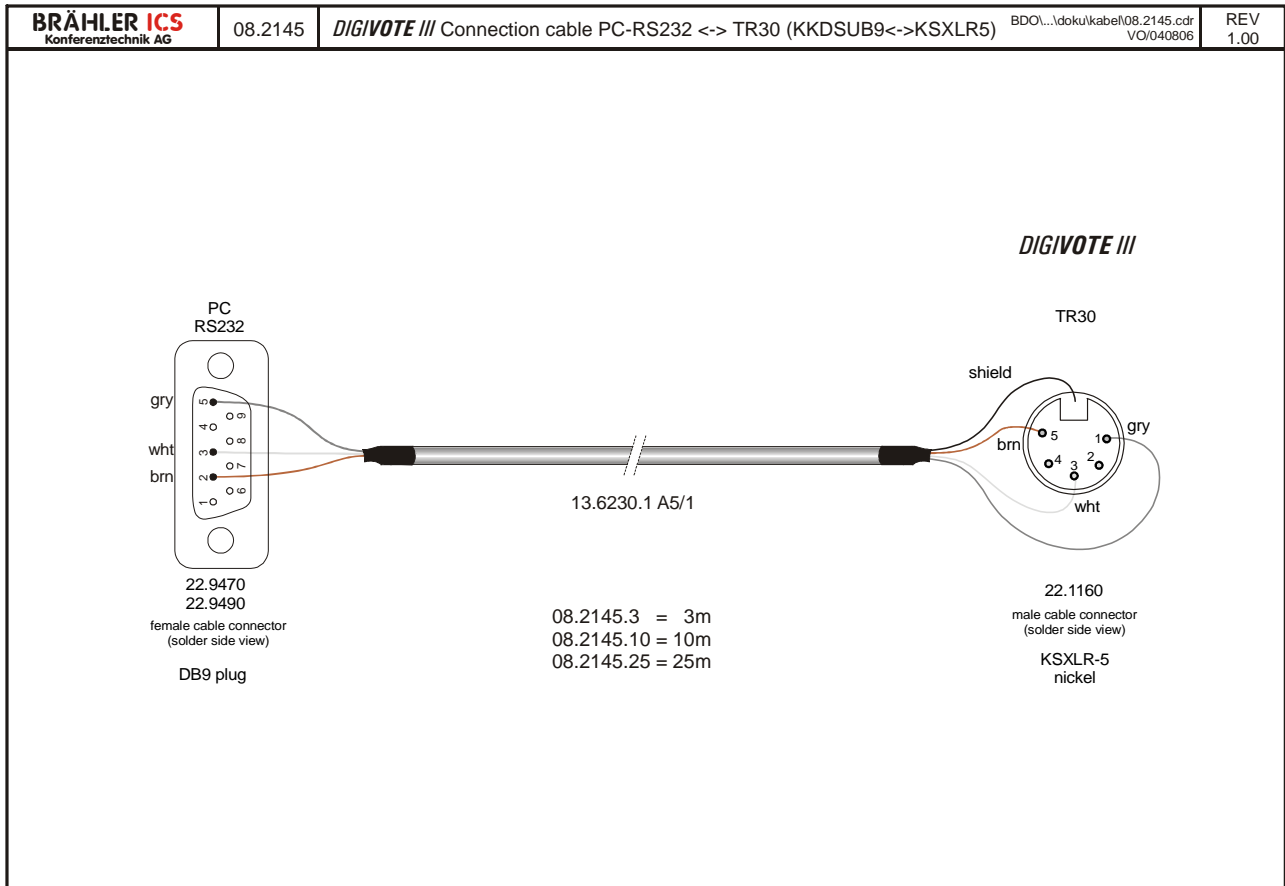 BRÄHLER ICS
Konferenztechnik AG
08.2145
DIGIVOTE III Connection cable PC-RS232 <-> TR30 (KKDSUB9<->KSXLR5)
BDO\...\doku\kabel\08.2145.cdr
VO/040806
REV
1.00
DIGIVOTE III
PC
RS232
TR30
shield
gry
wht
brn
5
4
3
2
1
9
8
7
6
brn
gry
wht
5
1
4
3
2
13.6230.1 A5/1
22.9470
22.9490
female cable connector
(solder side view)
DB9 plug
08.2145.3 = 3m
08.2145.10 = 10m
08.2145.25 = 25m
22.1160
male cable connector
(solder side view)
KSXLR-5
nickel